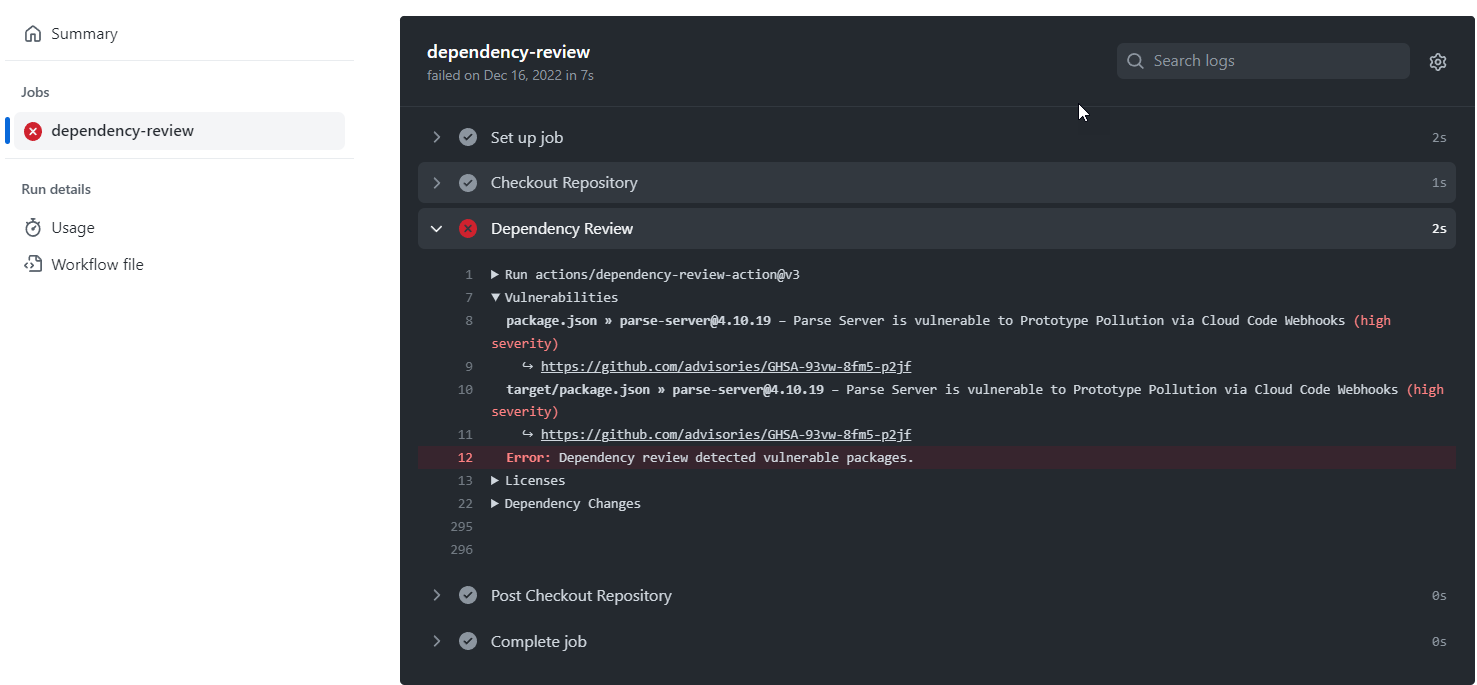 Summary
Jobs
dependency-review
Run details
Usage
Workflow file
dependency-review
failed on Dec 16, 2022 in 7s
Search logs
Set up job 2s
Checkout Repository 1s
Dependency Review 2s
1 Run actions/dependency-review-action@v3
7 Vulnerabilities
8 package.json » parse-server@4.10.19 – Parse Server is vulnerable to Prototype Pollution via Cloud Code Webhooks (high
severity)
9 ↪ https://github.com/advisories/GHSA-93vw-8fm5-p2jf
10 target/package.json » parse-server@4.10.19 – Parse Server is vulnerable to Prototype Pollution via Cloud Code Webhooks (high
severity)
11 ↪ https://github.com/advisories/GHSA-93vw-8fm5-p2jf
12 Error: Dependency review detected vulnerable packages.
13 Licenses
22 Dependency Changes
295
296
Post Checkout Repository 0s
Complete job 0s